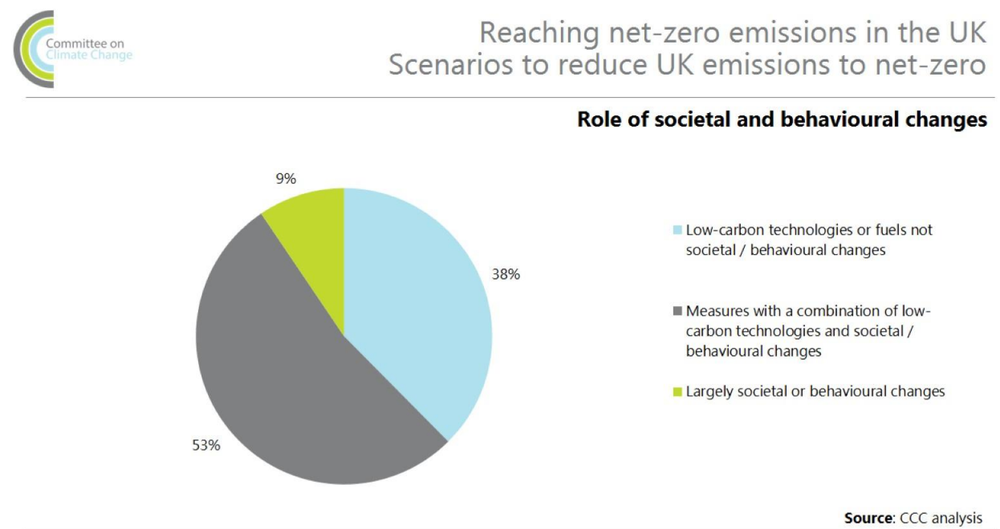 Committee on
Climate Change
Reaching net-zero emissions in the UK
Scenarios to reduce UK emissions to net-zero
Role of societal and behavioural changes
9%
38%
53%
Low-carbon technologies or fuels not
societal / behavioural changes
Measures with a combination of low-
carbon technologies and societal /
behavioural changes
Largely societal or behavioural changes
Source: CCC analysis